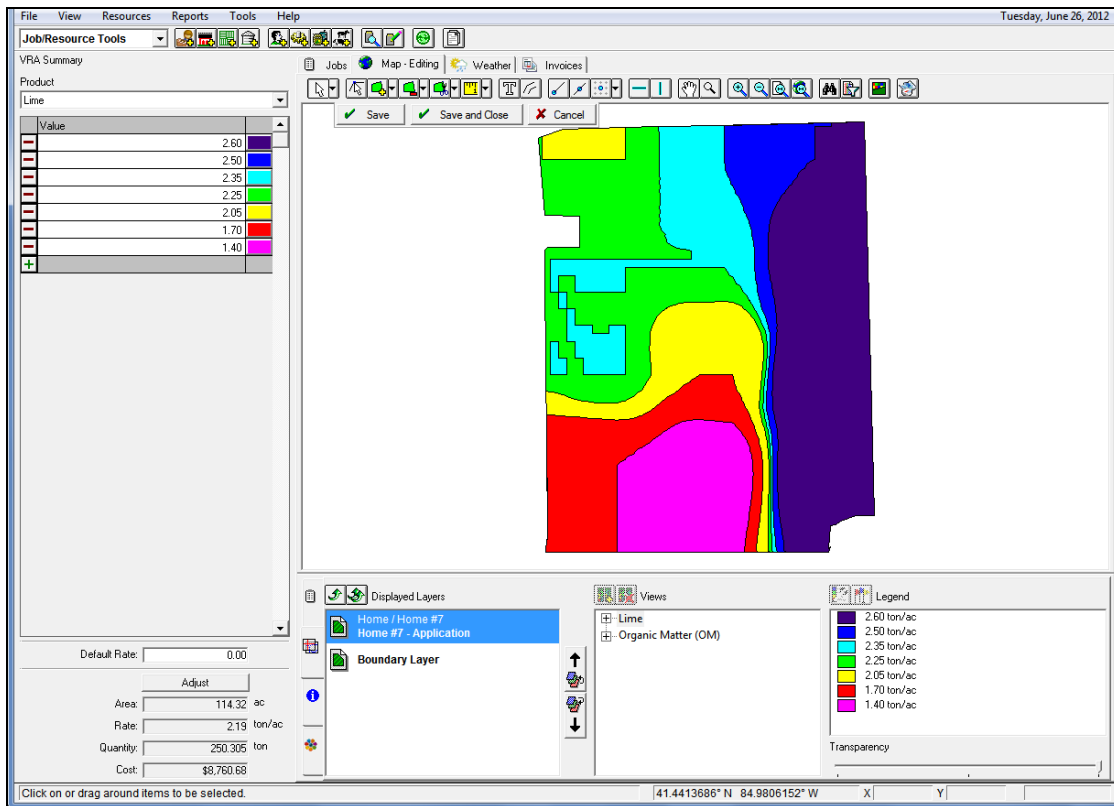 File View Resources Reports Tools Help Tuesday, June 26, 2012
Job/Resource Tools
VRA Summary
Jobs Map - Editing Weather Invoices
Product
Lime
Save Save and Close Cancel
Value
2.60
2.50
2.35
2.25
2.05
1.70
1.40
Displayed Layers
Home / Home #7
Home #7 - Application
Boundary Layer
Views
Lime
Organic Matter (OM)
Legend
2.60 ton/ac
2.50 ton/ac
2.35 ton/ac
2.25 ton/ac
2.05 ton/ac
1.70 ton/ac
1.40 ton/ac
Transparency
Default Rate: 0.00
Adjust
Area: 114.32 ac
Rate: 2.19 ton/ac
Quantity: 250.305 ton
Cost: $8,760.68
Click on or drag around items to be selected. 41.4413686° N 84.9806152° W X Y